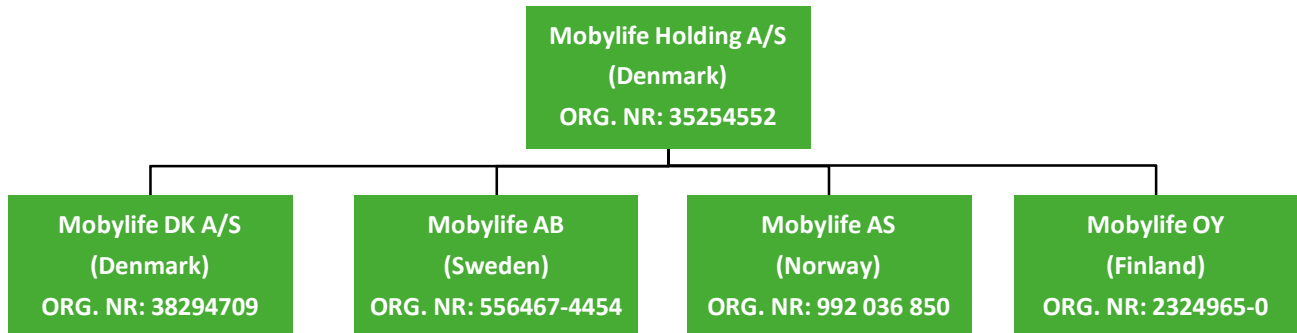 Mobylife Holding A/S
(Denmark)
ORG. NR: 35254552
Mobylife DK A/S
(Denmark)
ORG. NR: 38294709
Mobylife AB
(Sweden)
ORG. NR: 556467-4454
Mobylife AS
(Norway)
ORG. NR: 992 036 850
Mobylife OY
(Finland)
ORG. NR: 2324965-0